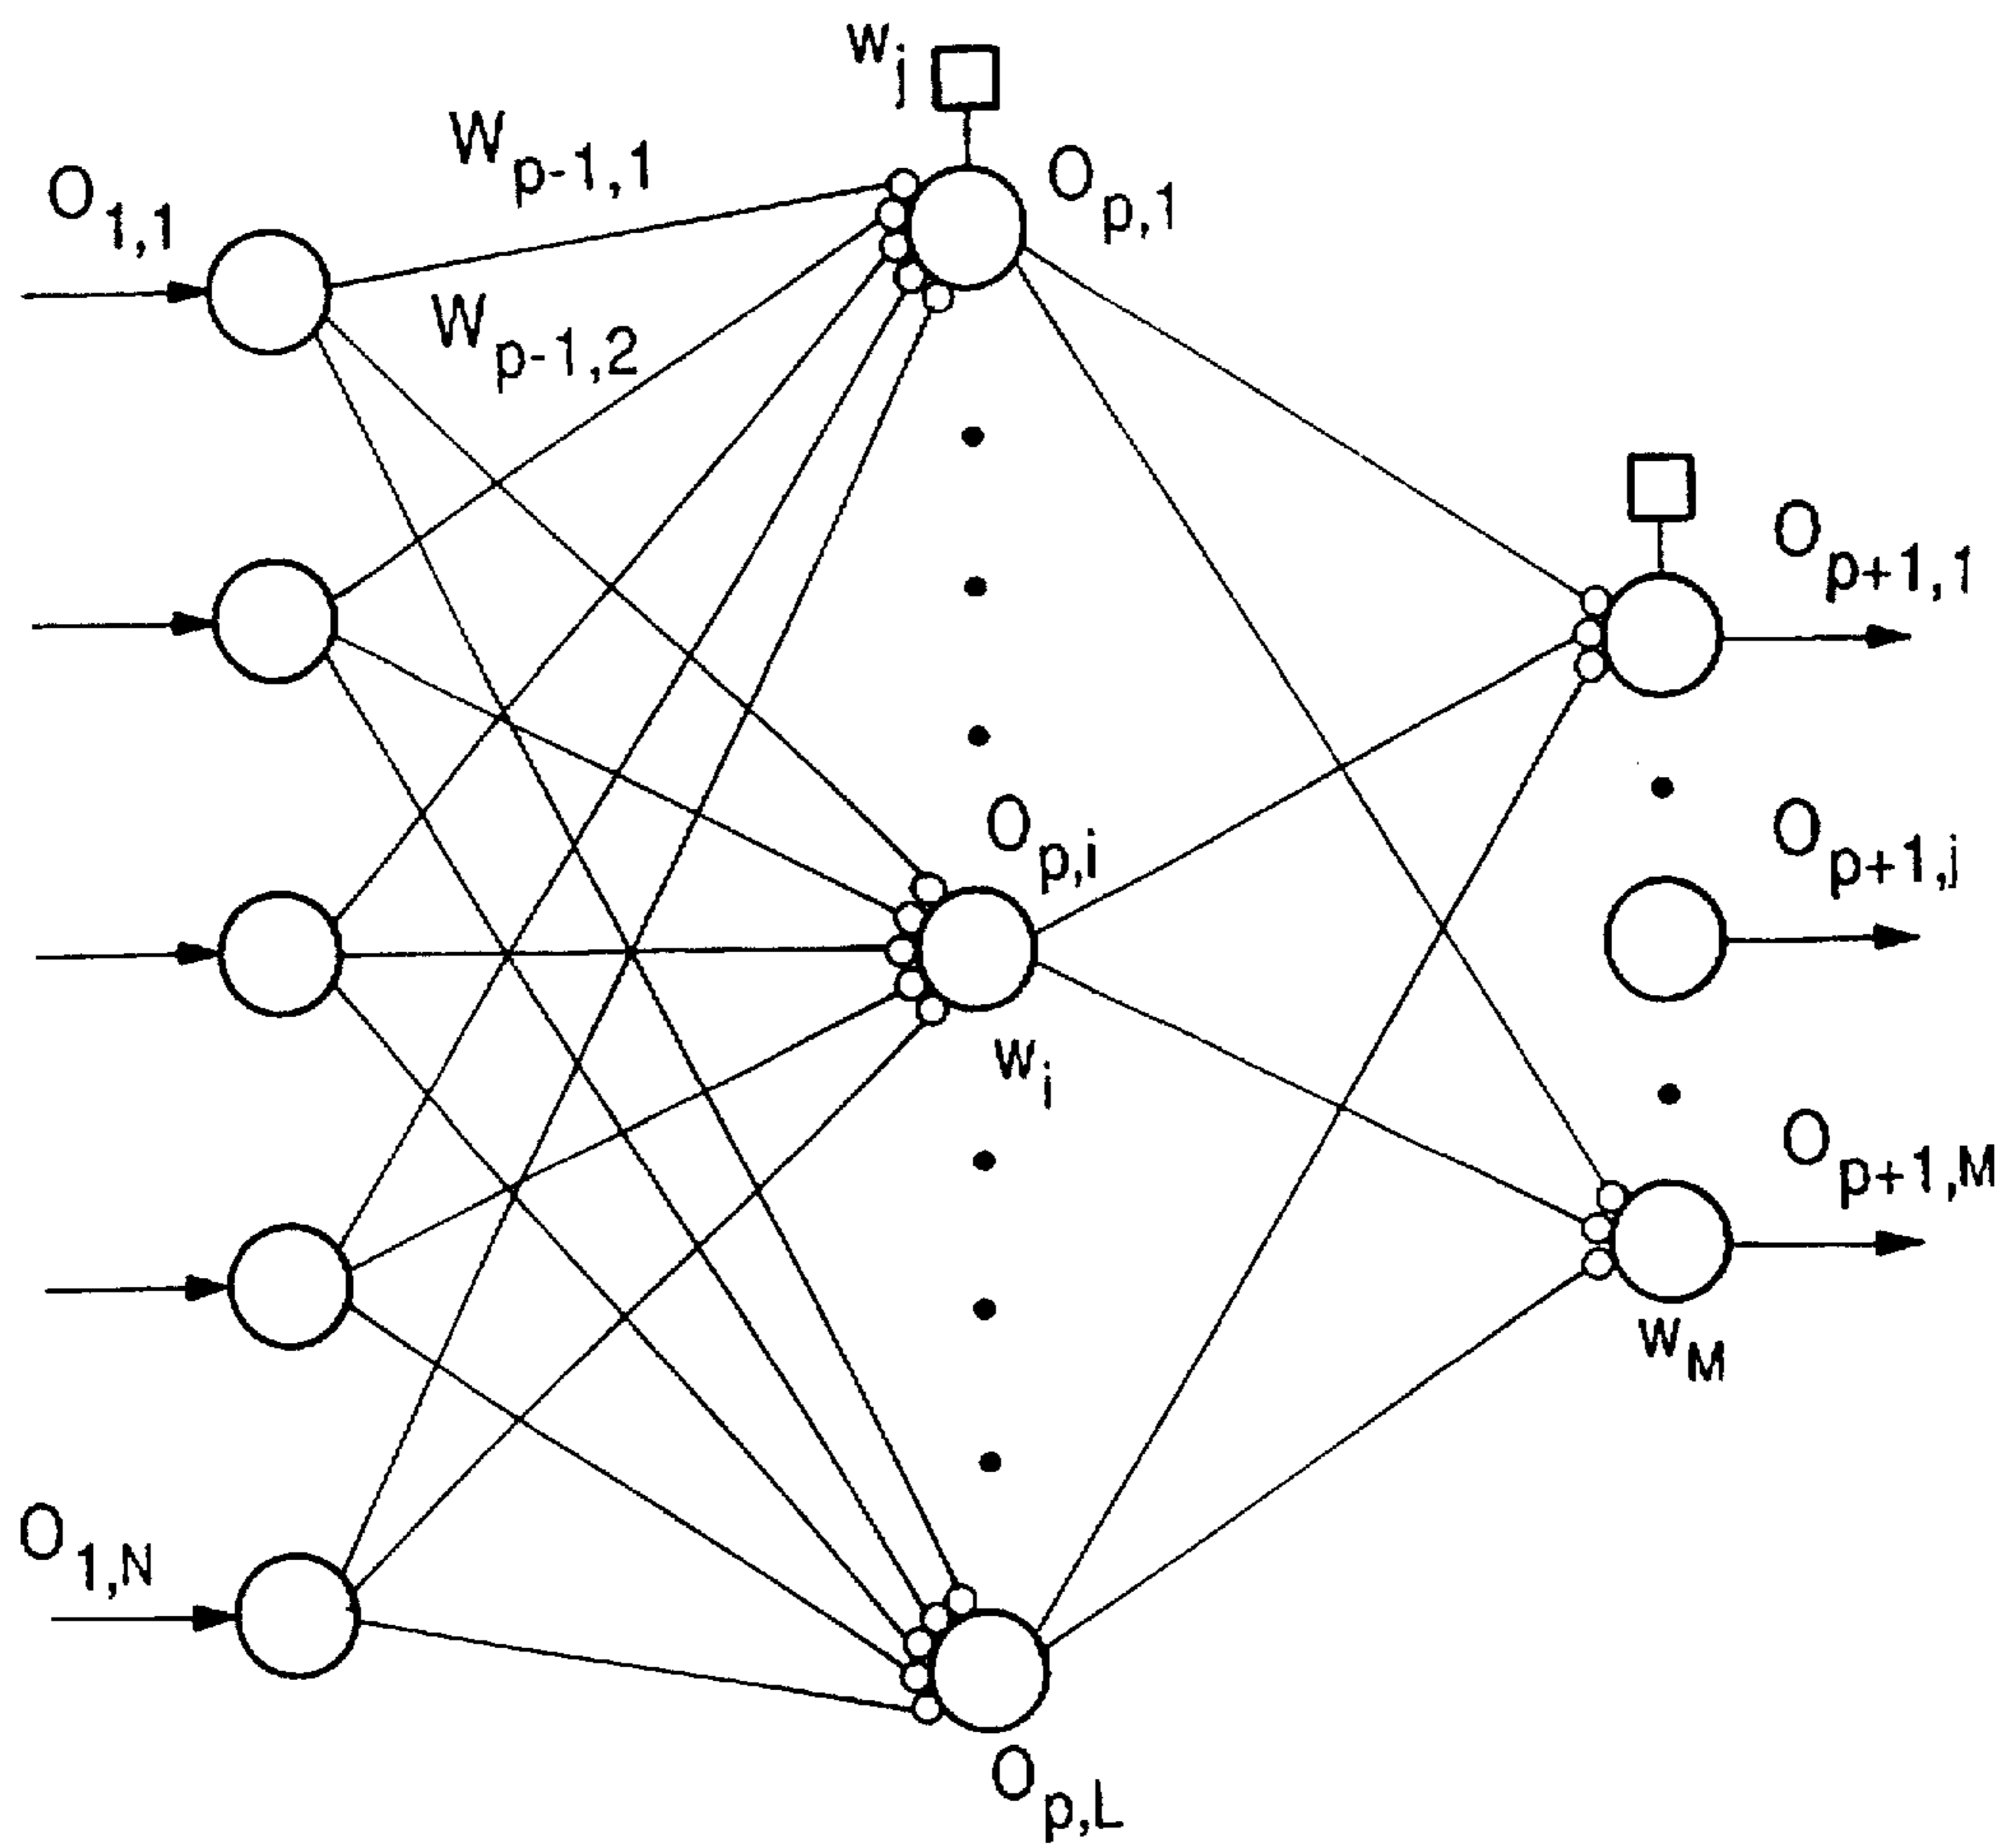 w_j
W_p-1,1
O_p,1
O_1,1
W_p-1,2
O_p+1,1
O_p,i
O_p+1,j
w_i
O_p+1,M
w_M
O_1,N
O_p,L